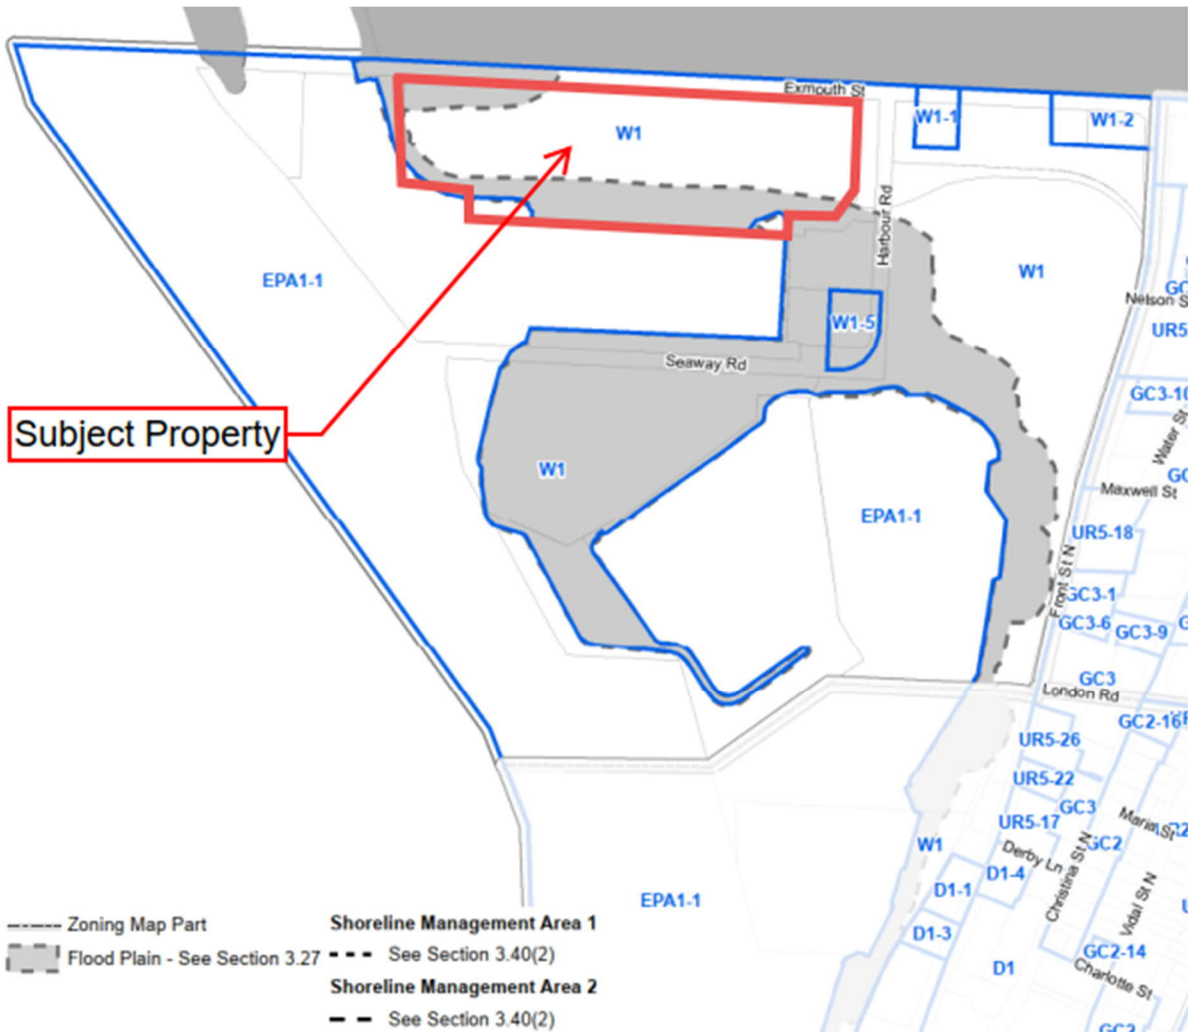 Exmouth St
W1-1
W1-2
W1
Harbour Rd
EPA1-1
W1
Nelson S
W1-5
UR5
Seaway Rd
GC3-10
Subject Property
Water St
W1
Maxwell St
EPA1-1
UR5-18
Front St N
GC3-1
GC3-6
GC3-9
GC3
London Rd
GC2-16
UR5-26
UR5-22
GC3
UR5-17
Maria St
GC2
W1
Derby Ln
D1-4
Christina St N
D1-1
EPA1-1
Vidal St N
D1-3
GC2-14
D1
Charlotte St
GC2
Zoning Map Part
Flood Plain - See Section 3.27
Shoreline Management Area 1
See Section 3.40(2)
Shoreline Management Area 2
See Section 3.40(2)